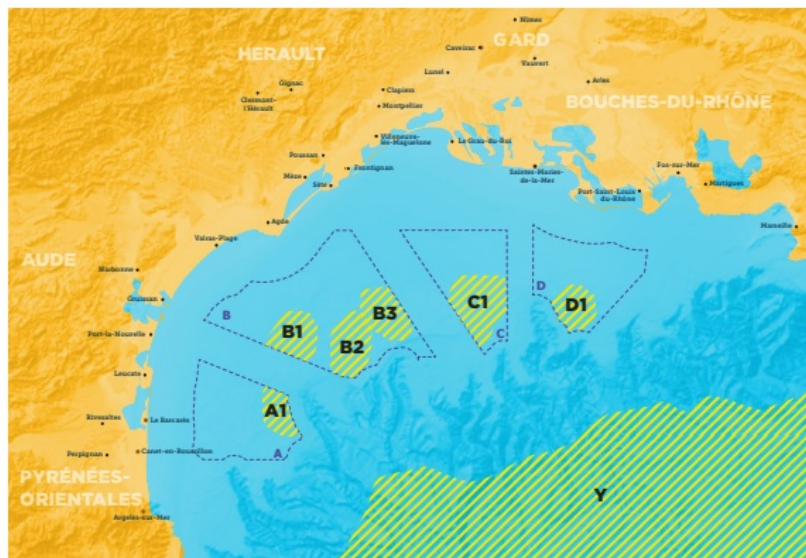 Nîmes
HERAULT
GARD
Caveirac
Vauvert
Lunel
Gignac
Clapiers
Arles
Clermont-
l'Hérault
Montpellier
BOUCHES-DU-RHÔNE
Villeneuve-
lès-Maguelone
Le Grau-du-Roi
Poussan
Frontignan
Saintes-Maries-
de-la-Mer
Fos-sur-Mer
Mèze
Sète
Port-Saint-Louis
du-Rhône
Martigues
Agde
Marseille
Valras-Plage
AUDE
Narbonne
D
Gruissan
B
C1
D1
B3
Port-la-Nouvelle
B1
B2
C
Leucate
A1
Rivesaltes
Le Barcarès
Perpignan
Canet-en-Roussillon
A
PYRÉNÉES-
ORIENTALES
Y
Argelès-sur-Mer